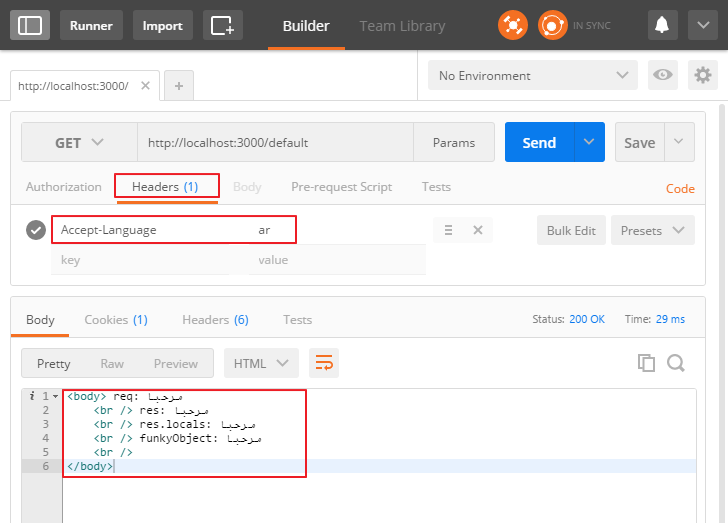 Runner Import Builder Team Library IN SYNC
http://localhost:3000/ No Environment
GET http://localhost:3000/default Params Send Save
Authorization Headers (1) Body Pre-request Script Tests Code
Accept-Language ar Bulk Edit Presets
key value
Body Cookies (1) Headers (6) Tests Status: 200 OK Time: 29 ms
Pretty Raw Preview HTML
i 1 <body> req: مرحبا
2 <br /> res: مرحبا
3 <br /> res.locals: مرحبا
4 <br /> funkyObject: مرحبا
5 <br />
6 </body>